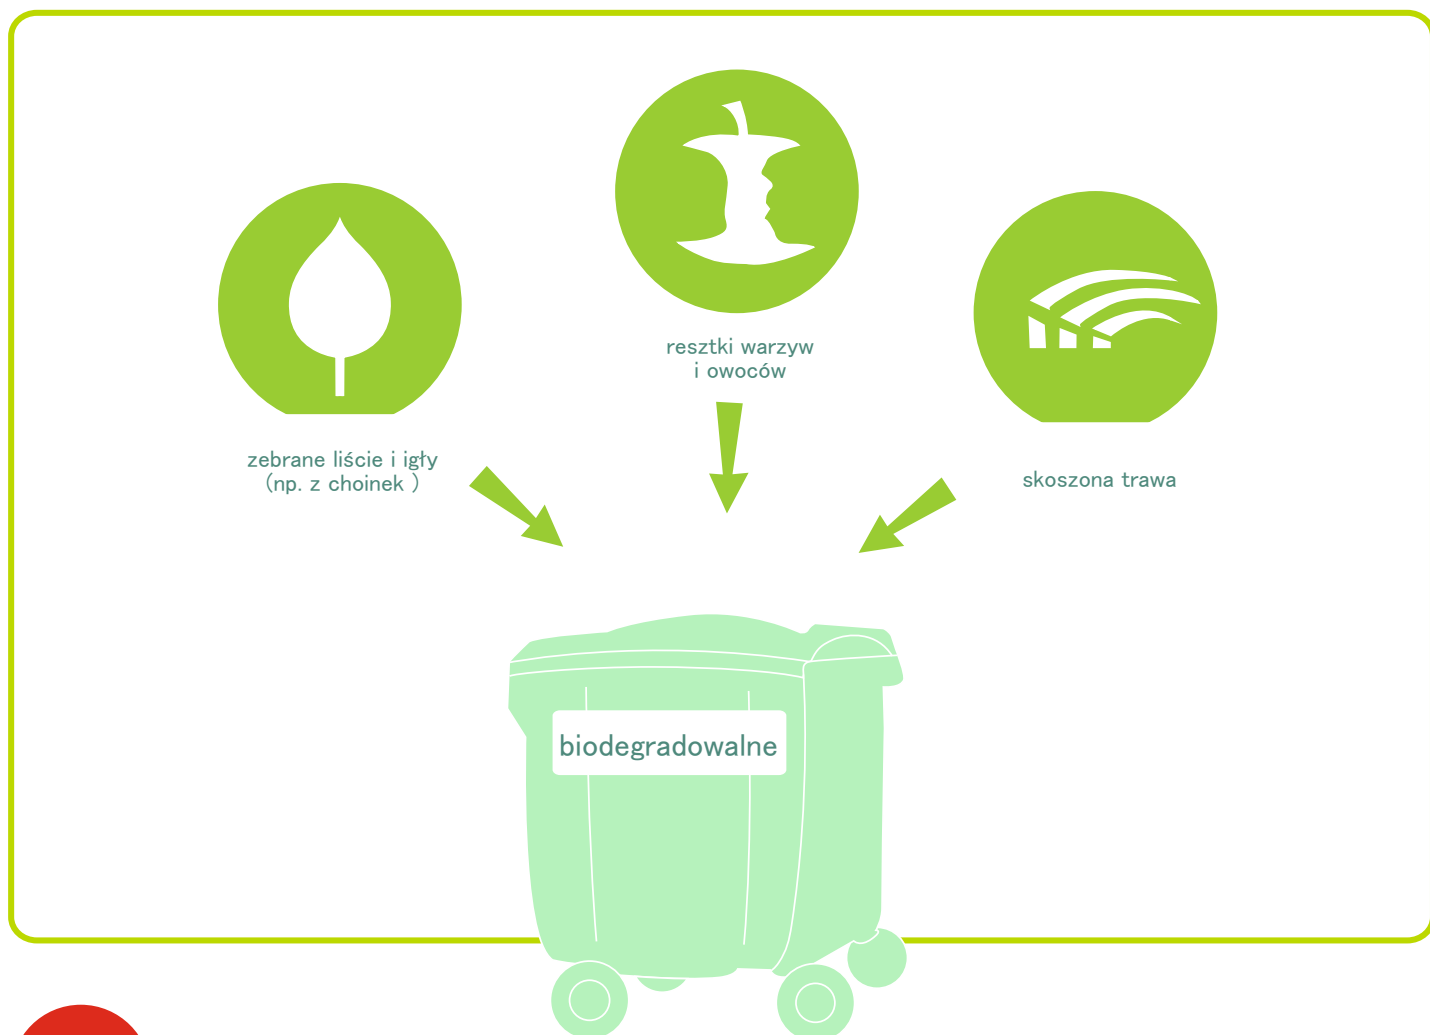 resztki warzyw
i owoców
zebrane liście i igły
(np. z choinek )
skoszona trawa
biodegradowalne